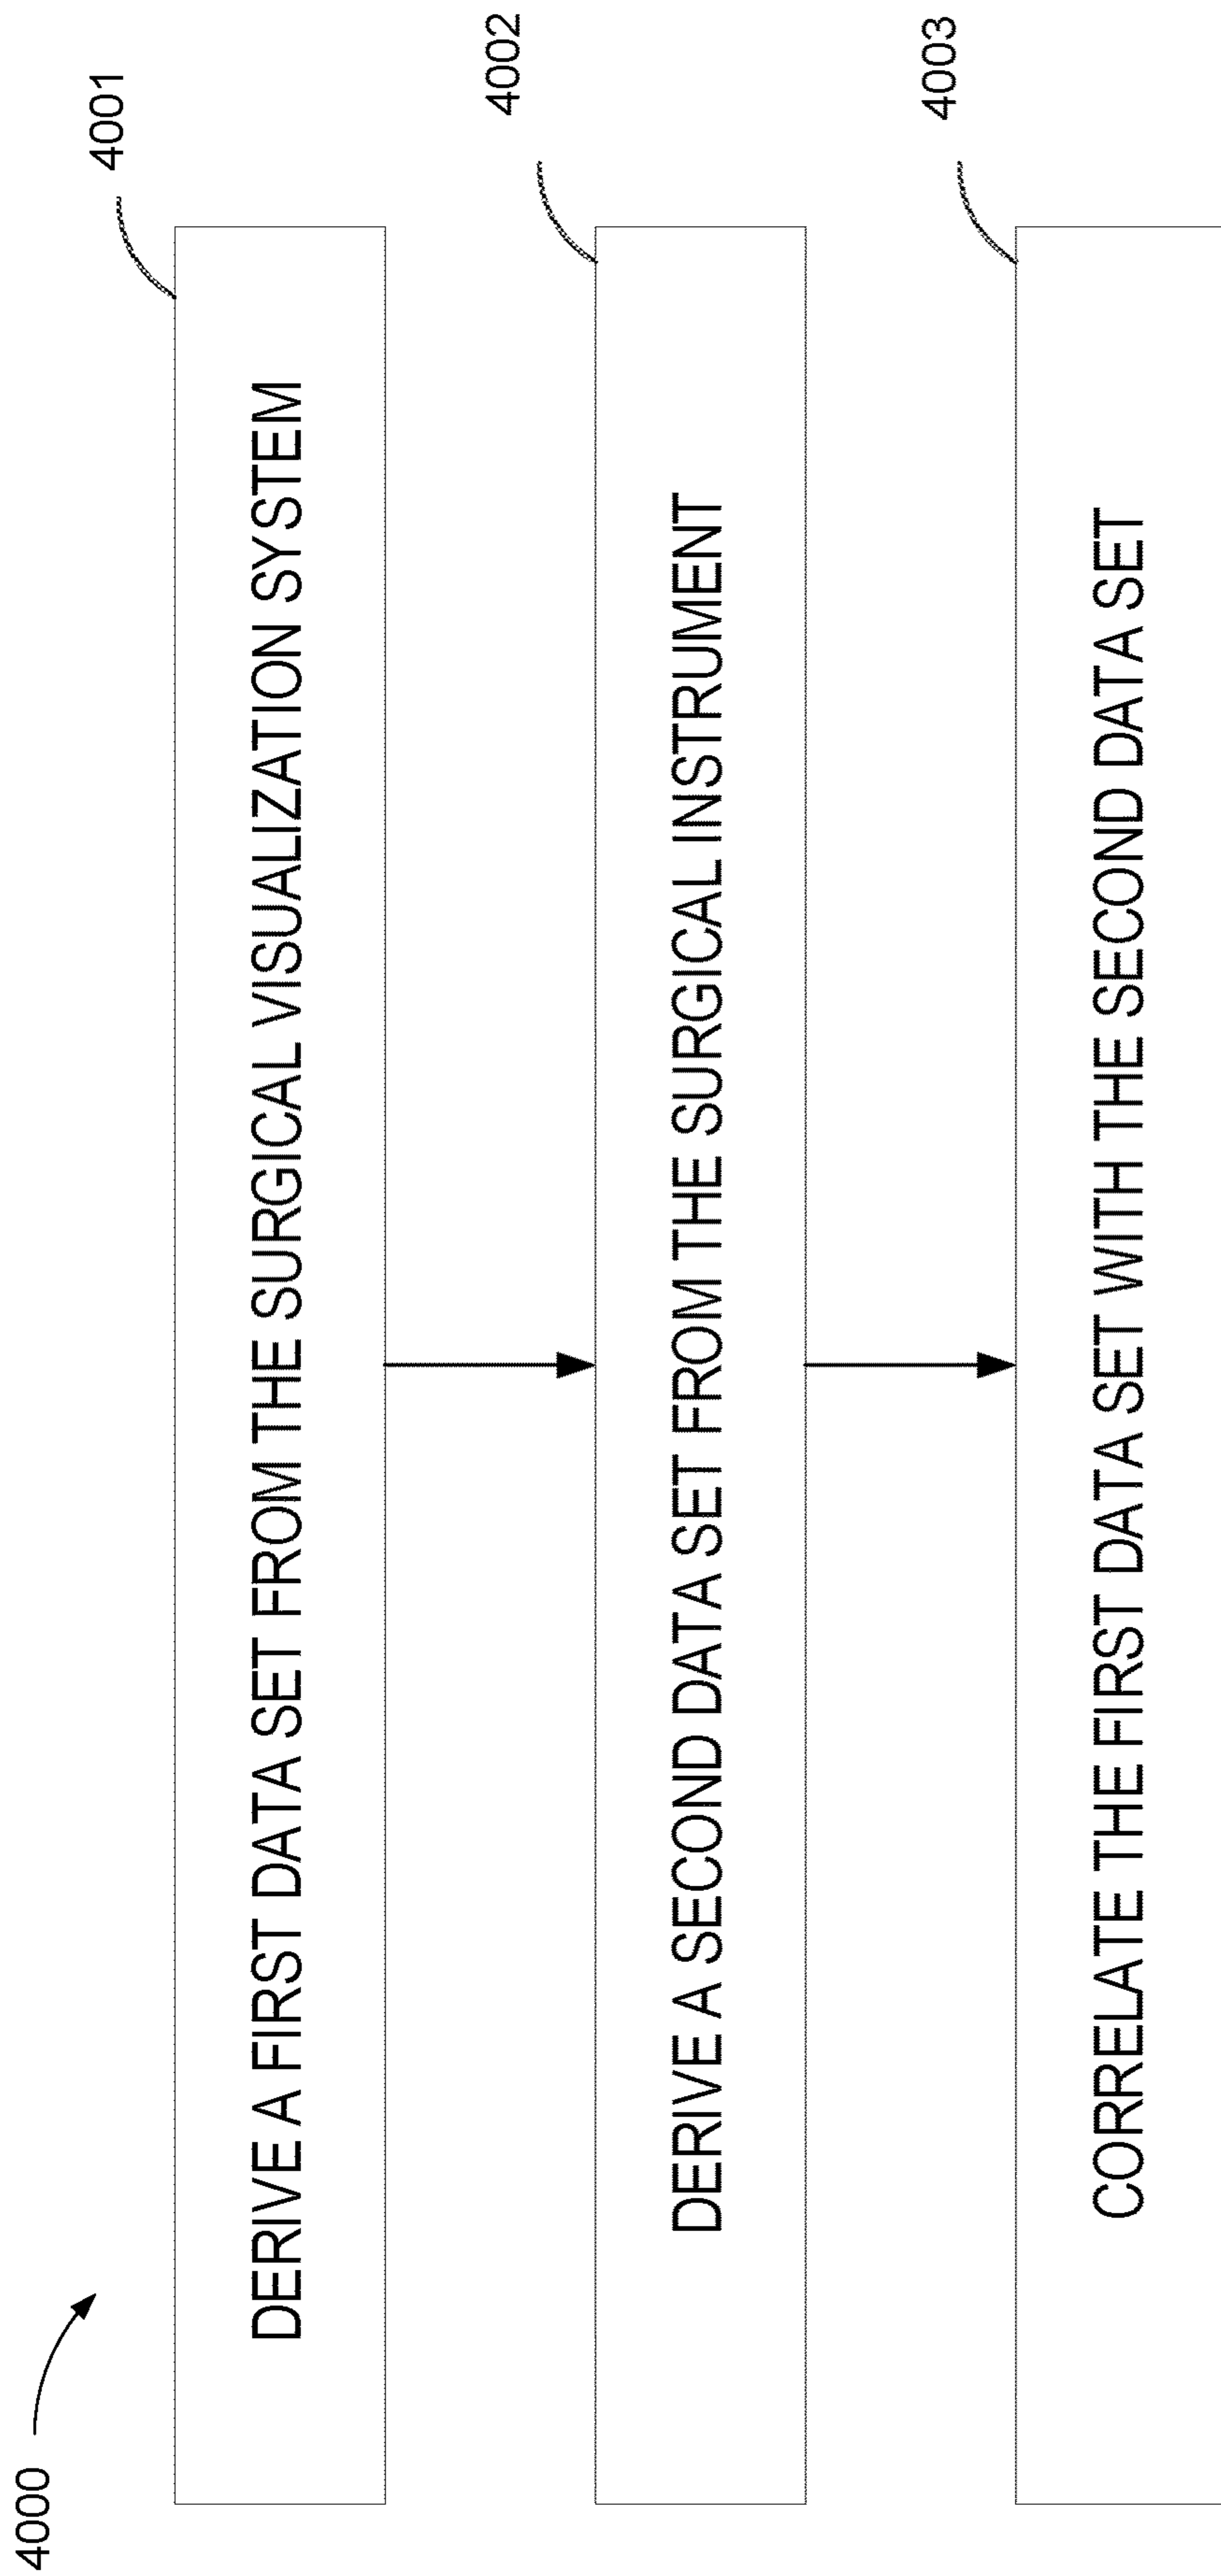 4000
4001
DERIVE A FIRST DATA SET FROM THE SURGICAL VISUALIZATION SYSTEM
4002
DERIVE A SECOND DATA SET FROM THE SURGICAL INSTRUMENT
4003
CORRELATE THE FIRST DATA SET WITH THE SECOND DATA SET